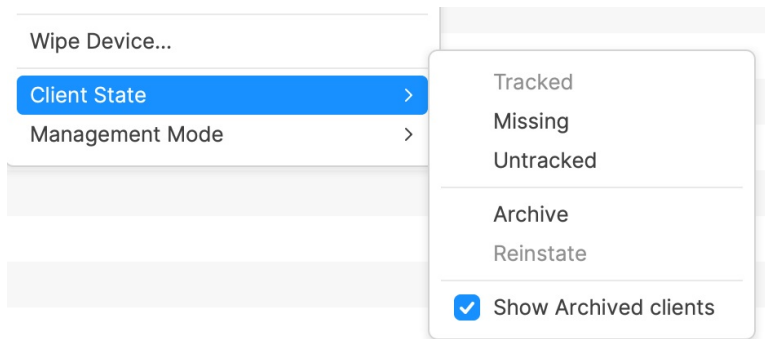 Wipe Device...
Client State
Management Mode
Tracked
Missing
Untracked
Archive
Reinstate
Show Archived clients